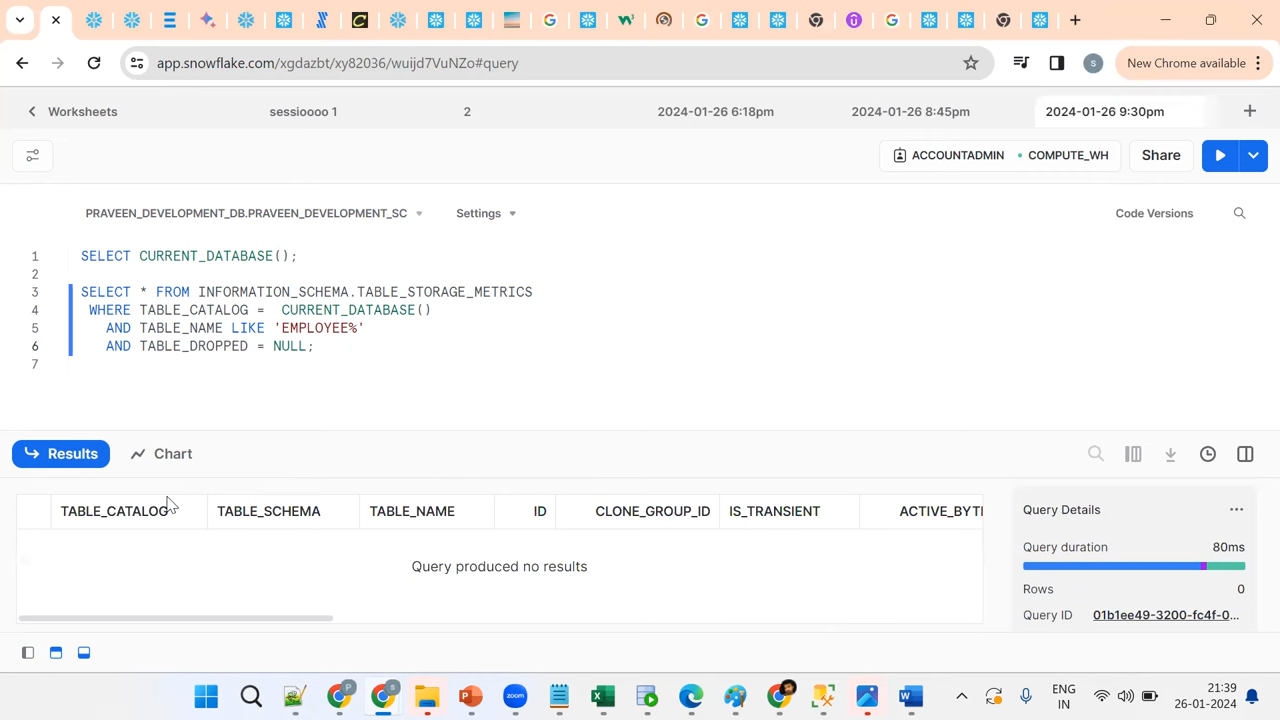 app.snowflake.com/xgdazbt/xy82036/wuijd7VuNZo#query
s
New Chrome available
Worksheets
sessioooo 1
2
2024-01-26 6:18pm
2024-01-26 8:45pm
2024-01-26 9:30pm
ACCOUNTADMIN
COMPUTE_WH
Share
PRAVEEN_DEVELOPMENT_DB.PRAVEEN_DEVELOPMENT_SC
Settings
Code Versions
1 SELECT CURRENT_DATABASE();
2
3 SELECT * FROM INFORMATION_SCHEMA.TABLE_STORAGE_METRICS
4 WHERE TABLE_CATALOG = CURRENT_DATABASE()
5 AND TABLE_NAME LIKE 'EMPLOYEE%'
6 AND TABLE_DROPPED = NULL;
7
Results
Chart
TABLE_CATALOG TABLE_SCHEMA TABLE_NAME ID CLONE_GROUP_ID IS_TRANSIENT ACTIVE_BYT
Query produced no results
Query Details
...
Query duration 80ms
Rows 0
Query ID 01b1ee49-3200-fc4f-0...
zoom
ENG
IN
21:39
26-01-2024